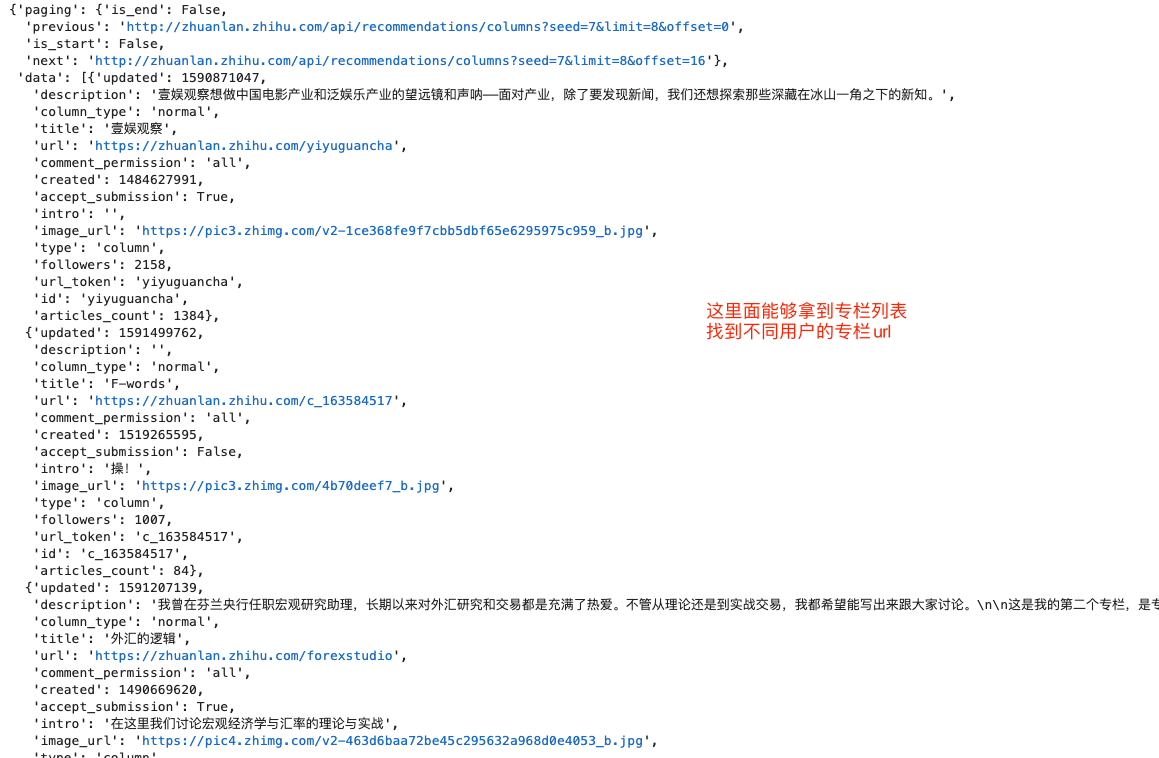 {'paging': {'is_end': False,
'previous': 'http://zhuanlan.zhihu.com/api/recommendations/columns?seed=7&limit=8&offset=0',
'is_start': False,
'next': 'http://zhuanlan.zhihu.com/api/recommendations/columns?seed=7&limit=8&offset=16'},
'data': [{'updated': 1590871047,
'description': '壹娱观察想做中国电影产业和泛娱乐产业的望远镜和声呐——面对产业，除了要发现新闻，我们还想探索那些深藏在冰山一角之下的新知。',
'column_type': 'normal',
'title': '壹娱观察',
'url': 'https://zhuanlan.zhihu.com/yiyuguancha',
'comment_permission': 'all',
'created': 1484627991,
'accept_submission': True,
'intro': '',
'image_url': 'https://pic3.zhimg.com/v2-1ce368fe9f7cbb5dbf65e6295975c959_b.jpg',
'type': 'column',
'followers': 2158,
'url_token': 'yiyuguancha',
'id': 'yiyuguancha',
'articles_count': 1384},
{'updated': 1591499762,
'description': '',
'column_type': 'normal',
'title': 'F-words',
'url': 'https://zhuanlan.zhihu.com/c_163584517',
'comment_permission': 'all',
'created': 1519265595,
'accept_submission': False,
'intro': '操！',
'image_url': 'https://pic3.zhimg.com/4b70deef7_b.jpg',
'type': 'column',
'followers': 1007,
'url_token': 'c_163584517',
'id': 'c_163584517',
'articles_count': 84},
{'updated': 1591207139,
'description': '我曾在芬兰央行任职宏观研究助理，长期以来对外汇研究和交易都是充满了热爱。不管从理论还是到实战交易，我都希望能写出来跟大家讨论。\n\n这是我的第二个专栏，是专
'column_type': 'normal',
'title': '外汇的逻辑',
'url': 'https://zhuanlan.zhihu.com/forexstudio',
'comment_permission': 'all',
'created': 1490669620,
'accept_submission': True,
'intro': '在这里我们讨论宏观经济学与汇率的理论与实战',
'image_url': 'https://pic4.zhimg.com/v2-463d6baa72be45c295632a968d0e4053_b.jpg',
'type': 'column'
这里面能够拿到专栏列表
找到不同用户的专栏url